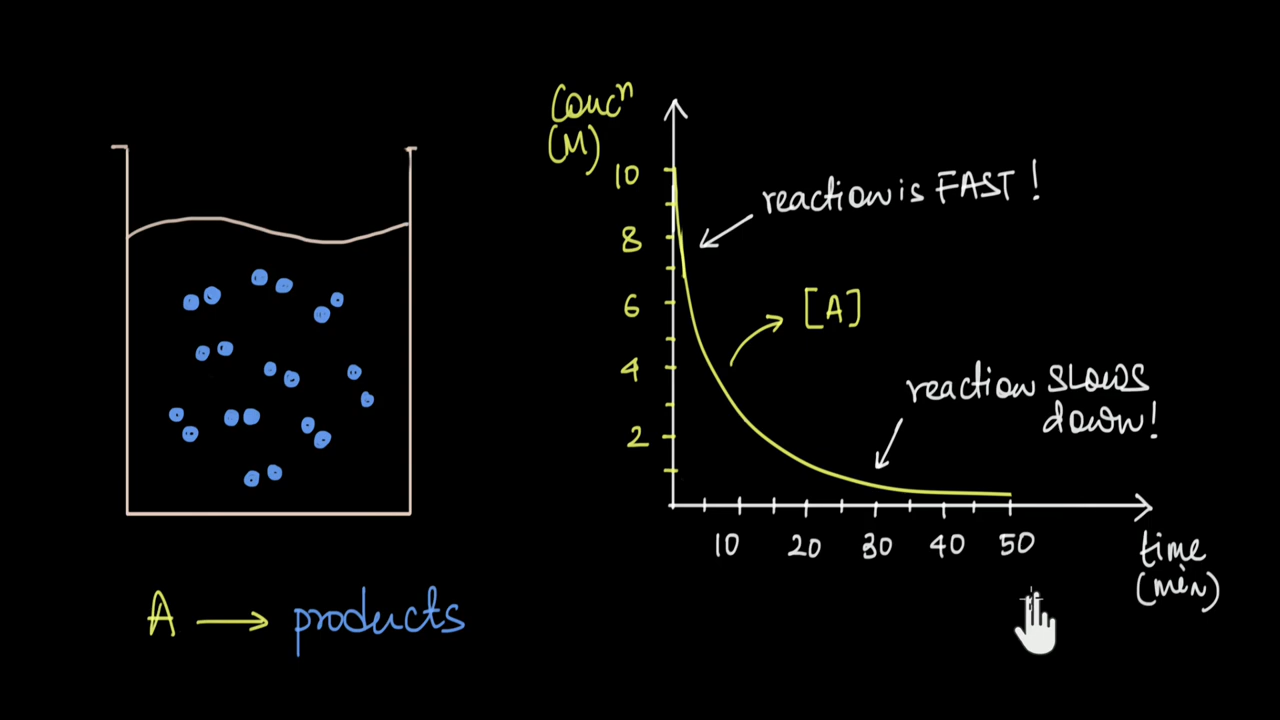 Concⁿ
(M)
10
8
6
4
2
reaction is FAST !
[A]
reaction SLOWS
down!
10 20 30 40 50
time
(min)
A → products